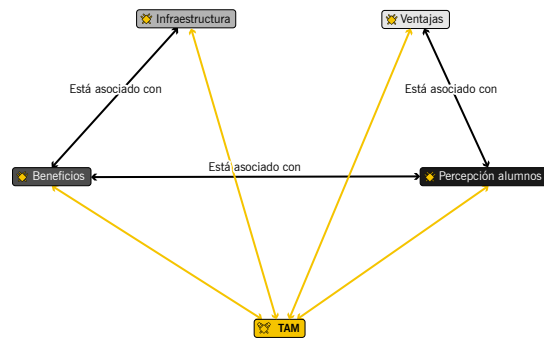 Infraestructura
Ventajas
Está asociado con
Está asociado con
Está asociado con
Beneficios
Percepción alumnos
TAM